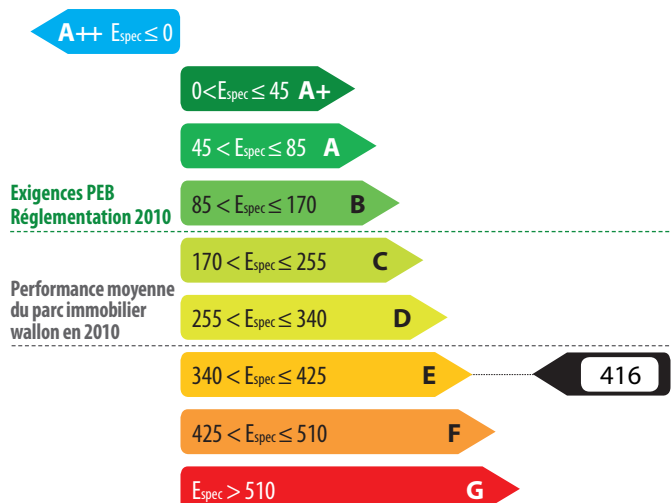 A++ Espec ≤ 0
0<Espec ≤ 45 A+
45 < Espec ≤ 85 A
Exigences PEB
Réglementation 2010
85 < Espec ≤ 170 B
170 < Espec ≤ 255 C
Performance moyenne
du parc immobilier
wallon en 2010
255 < Espec ≤ 340 D
340 < Espec ≤ 425 E
416
425 < Espec ≤ 510 F
Espec > 510 G